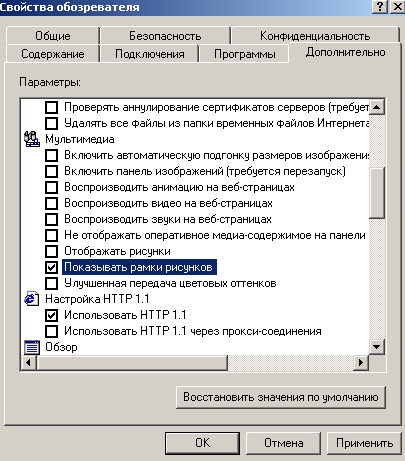 Свойства обозревателя
Общие Безопасность Конфиденциальность
Содержание Подключения Программы Дополнительно
Параметры:
Проверять аннулирование сертификатов серверов (требует
Удалять все файлы из папки временных файлов Интернета
Мультимедиа
Включить автоматическую подгонку размеров изображения
Включить панель изображений (требуется перезапуск)
Воспроизводить анимацию на веб-страницах
Воспроизводить видео на веб-страницах
Воспроизводить звуки на веб-страницах
Не отображать оперативное медиа-содержимое на панели
Отображать рисунки
Показывать рамки рисунков
Улучшенная передача цветовых оттенков
Настройка HTTP 1.1
Использовать HTTP 1.1
Использовать HTTP 1.1 через прокси-соединения
Обзор
Восстановить значения по умолчанию
OK Отмена Применить